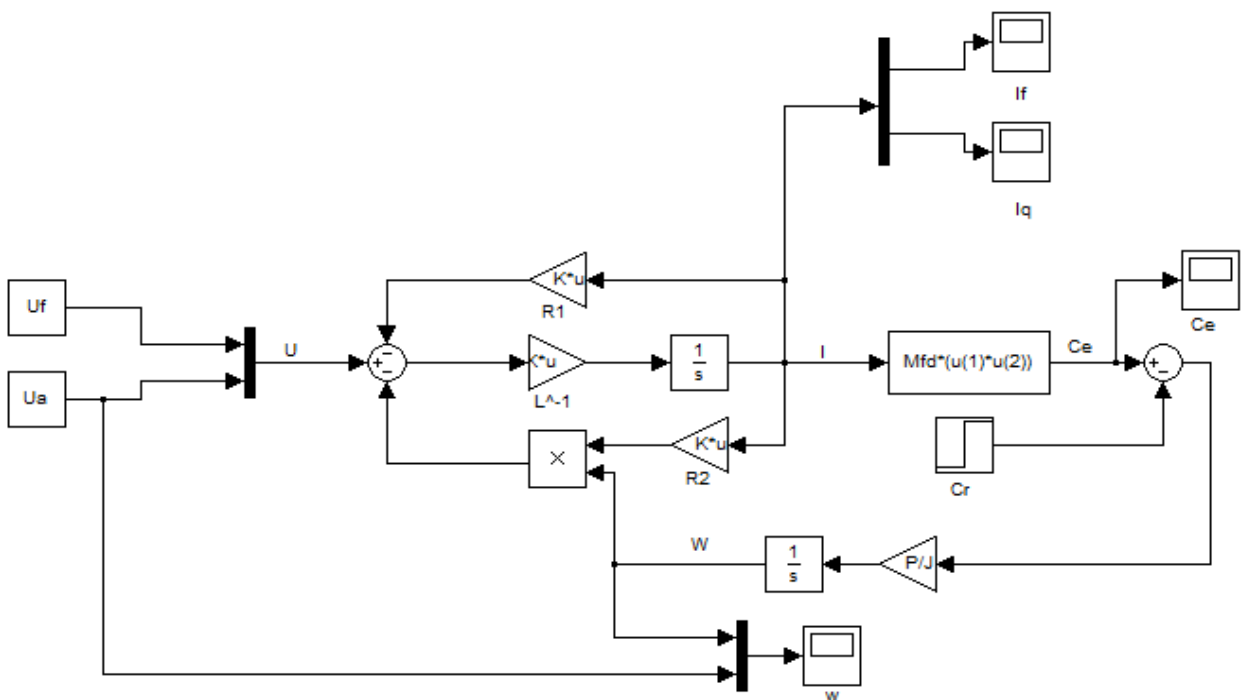 If
Iq
K*u
R1
Uf
U
Ce
K*u
L^-1
1
s
I
Mfd*(u(1)*u(2))
Ce
Ua
K*u
R2
Cr
W
1
s
P/J
w